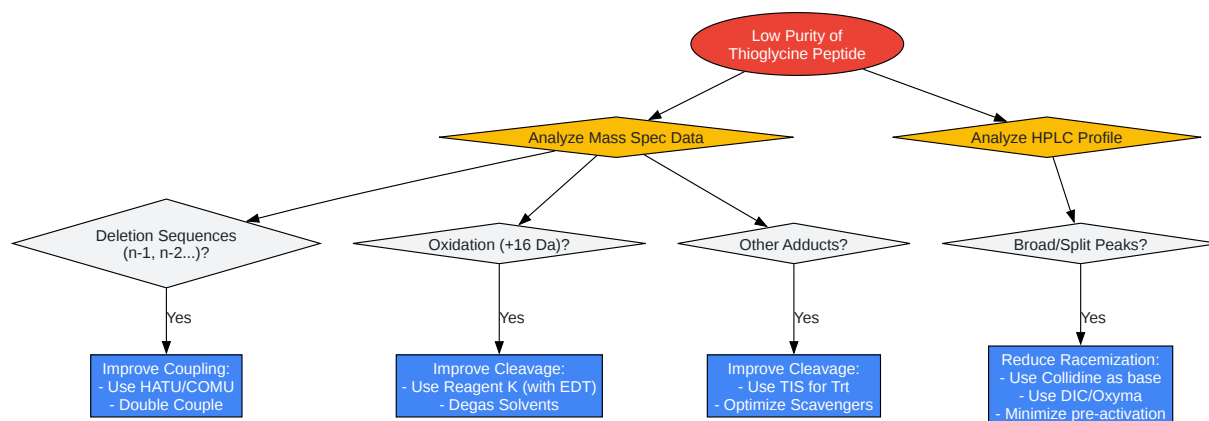 Low Purity of
Thioglycine Peptide
Analyze Mass Spec Data
Analyze HPLC Profile
Deletion Sequences
(n-1, n-2...)?
Oxidation (+16 Da)?
Other Adducts?
Broad/Split Peaks?
Yes
Yes
Yes
Yes
Improve Coupling:
- Use HATU/COMU
- Double Couple
Improve Cleavage:
- Use Reagent K (with EDT)
- Degas Solvents
Improve Cleavage:
- Use TIS for Trt
- Optimize Scavengers
Reduce Racemization:
- Use Collidine as base
- Use DIC/Oxyma
- Minimize pre-activation